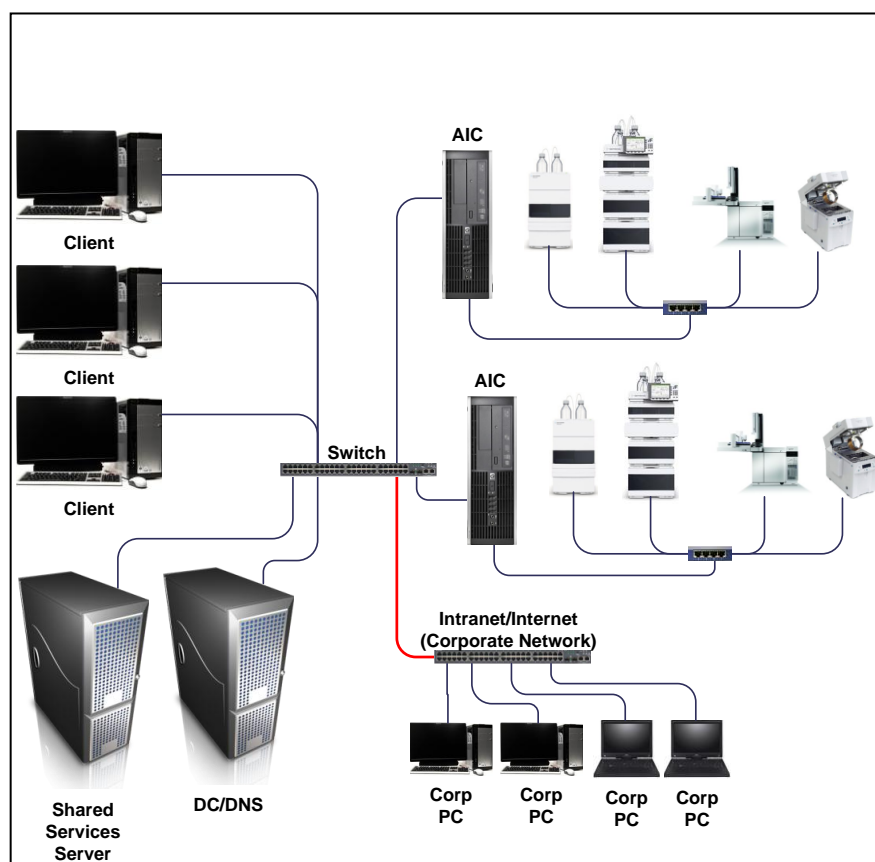 AIC
Client
Client
AIC
Switch
Client
Intranet/Internet
(Corporate Network)
Shared
Services
Server
DC/DNS
Corp
PC
Corp
PC
Corp
PC
Corp
PC